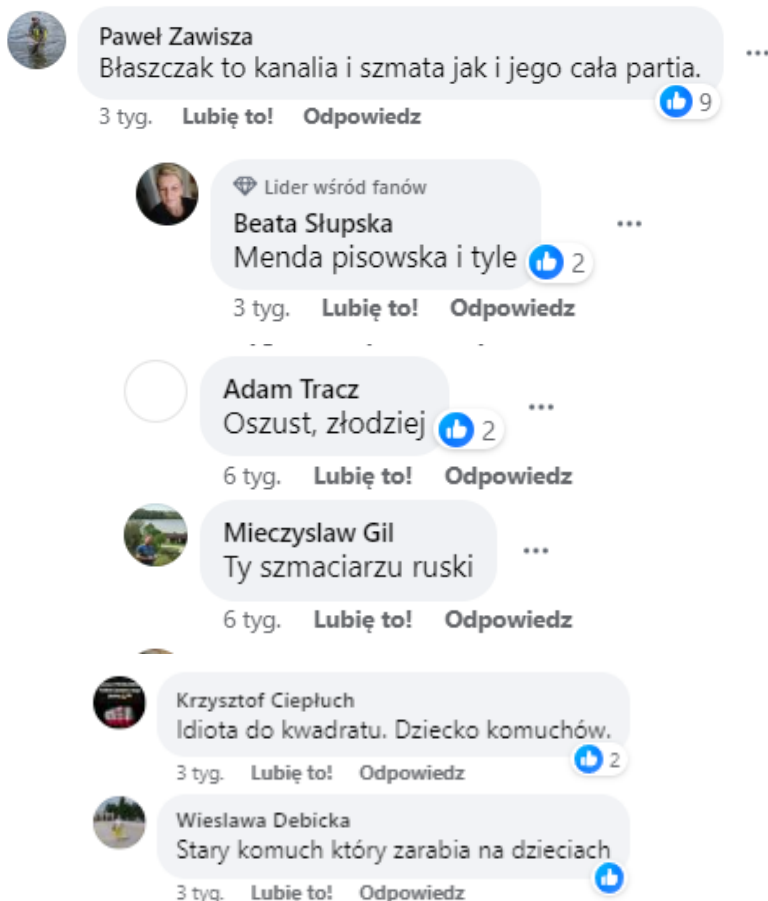 Paweł Zawisza
Błaszczak to kanalia i szmata jak i jego cała partia.
9
3 tyg. Lubię to! Odpowiedz
Lider wśród fanów
Beata Słupska
Menda pisowska i tyle
2
3 tyg. Lubię to! Odpowiedz
Adam Tracz
Oszust, złodziej
2
6 tyg. Lubię to! Odpowiedz
Mieczyslaw Gil
Ty szmaciarzu ruski
6 tyg. Lubię to! Odpowiedz
Krzysztof Ciepłuch
Idiota do kwadratu. Dziecko komuchów.
2
3 tyg. Lubię to! Odpowiedz
Wieslawa Debicka
Stary komuch który zarabia na dzieciach
3 tyg. Lubię to! Odpowiedz